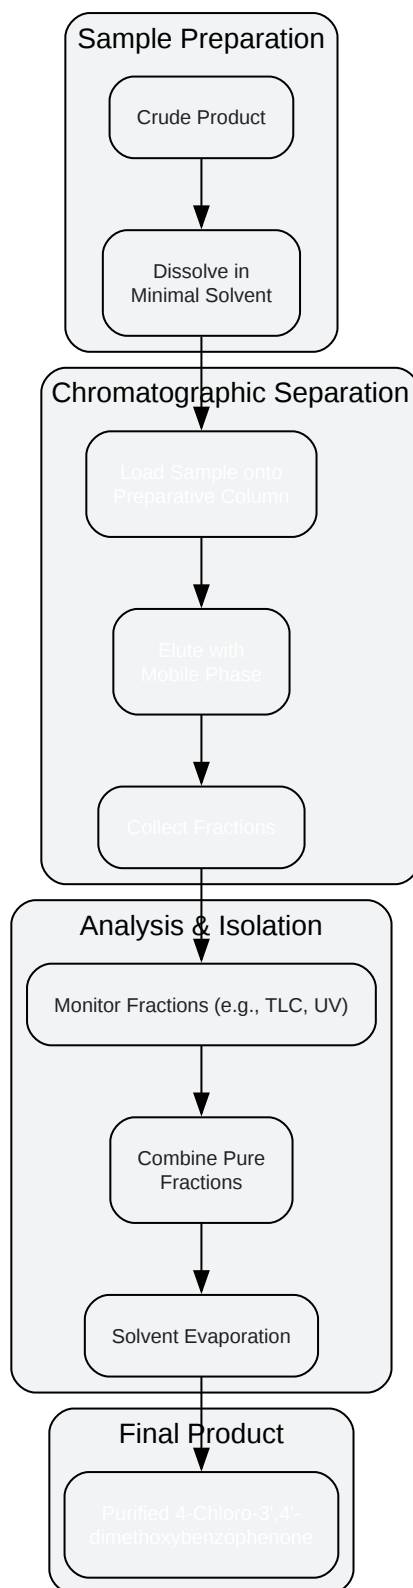 Sample Preparation
Crude Product
Dissolve in
Minimal Solvent
Chromatographic Separation
Load Sample onto
Preparative Column
Elute with
Mobile Phase
Collect Fractions
Analysis & Isolation
Monitor Fractions (e.g., TLC, UV)
Combine Pure
Fractions
Solvent Evaporation
Final Product
Purified 4-Chloro-3',4'-
dimethoxybenzophenone